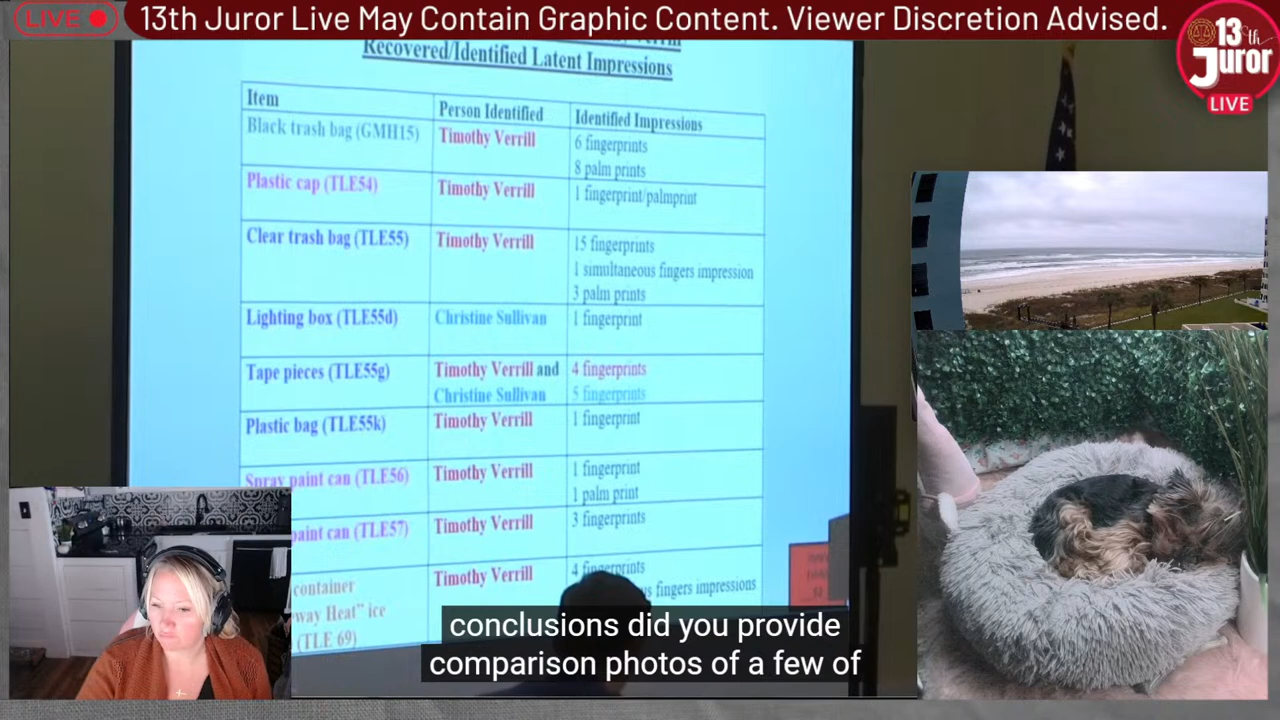 LIVE
13th Juror Live May Contain Graphic Content. Viewer Discretion Advised.
13th
Juror
LIVE
Recovered/Identified Latent Impressions
Item Person Identified Identified Impressions
Black trash bag (GMH15) Timothy Verrill 6 fingerprints
8 palm prints
Plastic cap (TLE54) Timothy Verrill 1 fingerprint/palmprint
Clear trash bag (TLE55) Timothy Verrill 15 fingerprints
1 simultaneous fingers impression
3 palm prints
Lighting box (TLE55d) Christine Sullivan 1 fingerprint
Tape pieces (TLE55g) Timothy Verrill and 4 fingerprints
Christine Sullivan 5 fingerprints
Plastic bag (TLE55k) Timothy Verrill 1 fingerprint
Spray paint can (TLE56) Timothy Verrill 1 fingerprint
1 palm print
paint can (TLE57) Timothy Verrill 3 fingerprints
container Timothy Verrill 4 fingerprints
way Heat" ice fingers impressions
(TLE 69)
conclusions did you provide
comparison photos of a few of